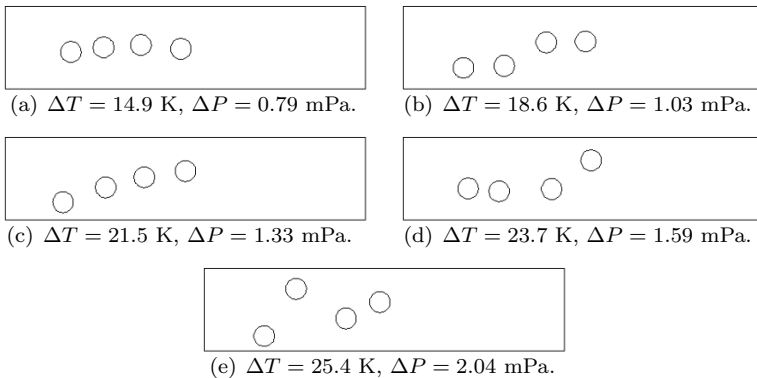 (a) ΔT = 14.9 K, ΔP = 0.79 mPa.
(b) ΔT = 18.6 K, ΔP = 1.03 mPa.
(c) ΔT = 21.5 K, ΔP = 1.33 mPa.
(d) ΔT = 23.7 K, ΔP = 1.59 mPa.
(e) ΔT = 25.4 K, ΔP = 2.04 mPa.